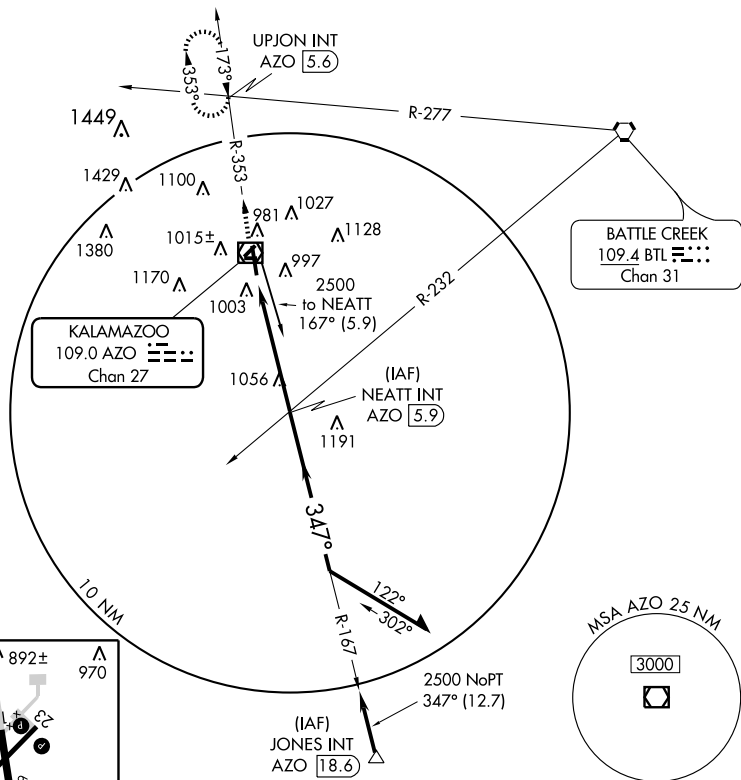 UPJON INT
AZO 5.6
173°
353°
1449
R-277
R-353
1429
1100
981
1027
1380
1015±
1128
997
BATTLE CREEK
109.4 BTL
Chan 31
1170
1003
2500
to NEATT
167° (5.9)
R-232
KALAMAZOO
109.0 AZO
Chan 27
1056
(IAF)
NEATT INT
AZO 5.9
1191
347°
10 NM
122°
302°
R-167
MSA AZO 25 NM
3000
892±
970
2500 NoPT
347° (12.7)
(IAF)
JONES INT
AZO 18.6
23
P
P